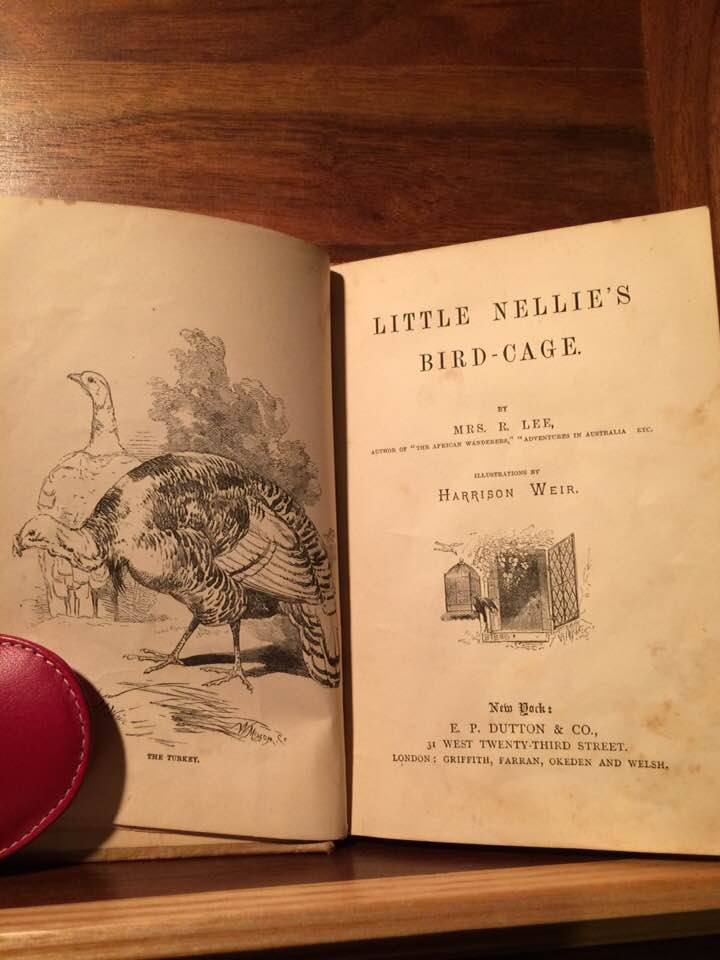 THE TURKEY.
LITTLE NELLIE'S
BIRD-CAGE.
BY
MRS. R. LEE,
AUTHOR OF "THE AFRICAN WANDERERS," "ADVENTURES IN AUSTRALIA ETC.
ILLUSTRATIONS BY
HARRISON WEIR.
New York:
E. P. DUTTON & CO.,
31 WEST TWENTY-THIRD STREET.
LONDON; GRIFFITH, FARRAN, OKEDEN AND WELSH.